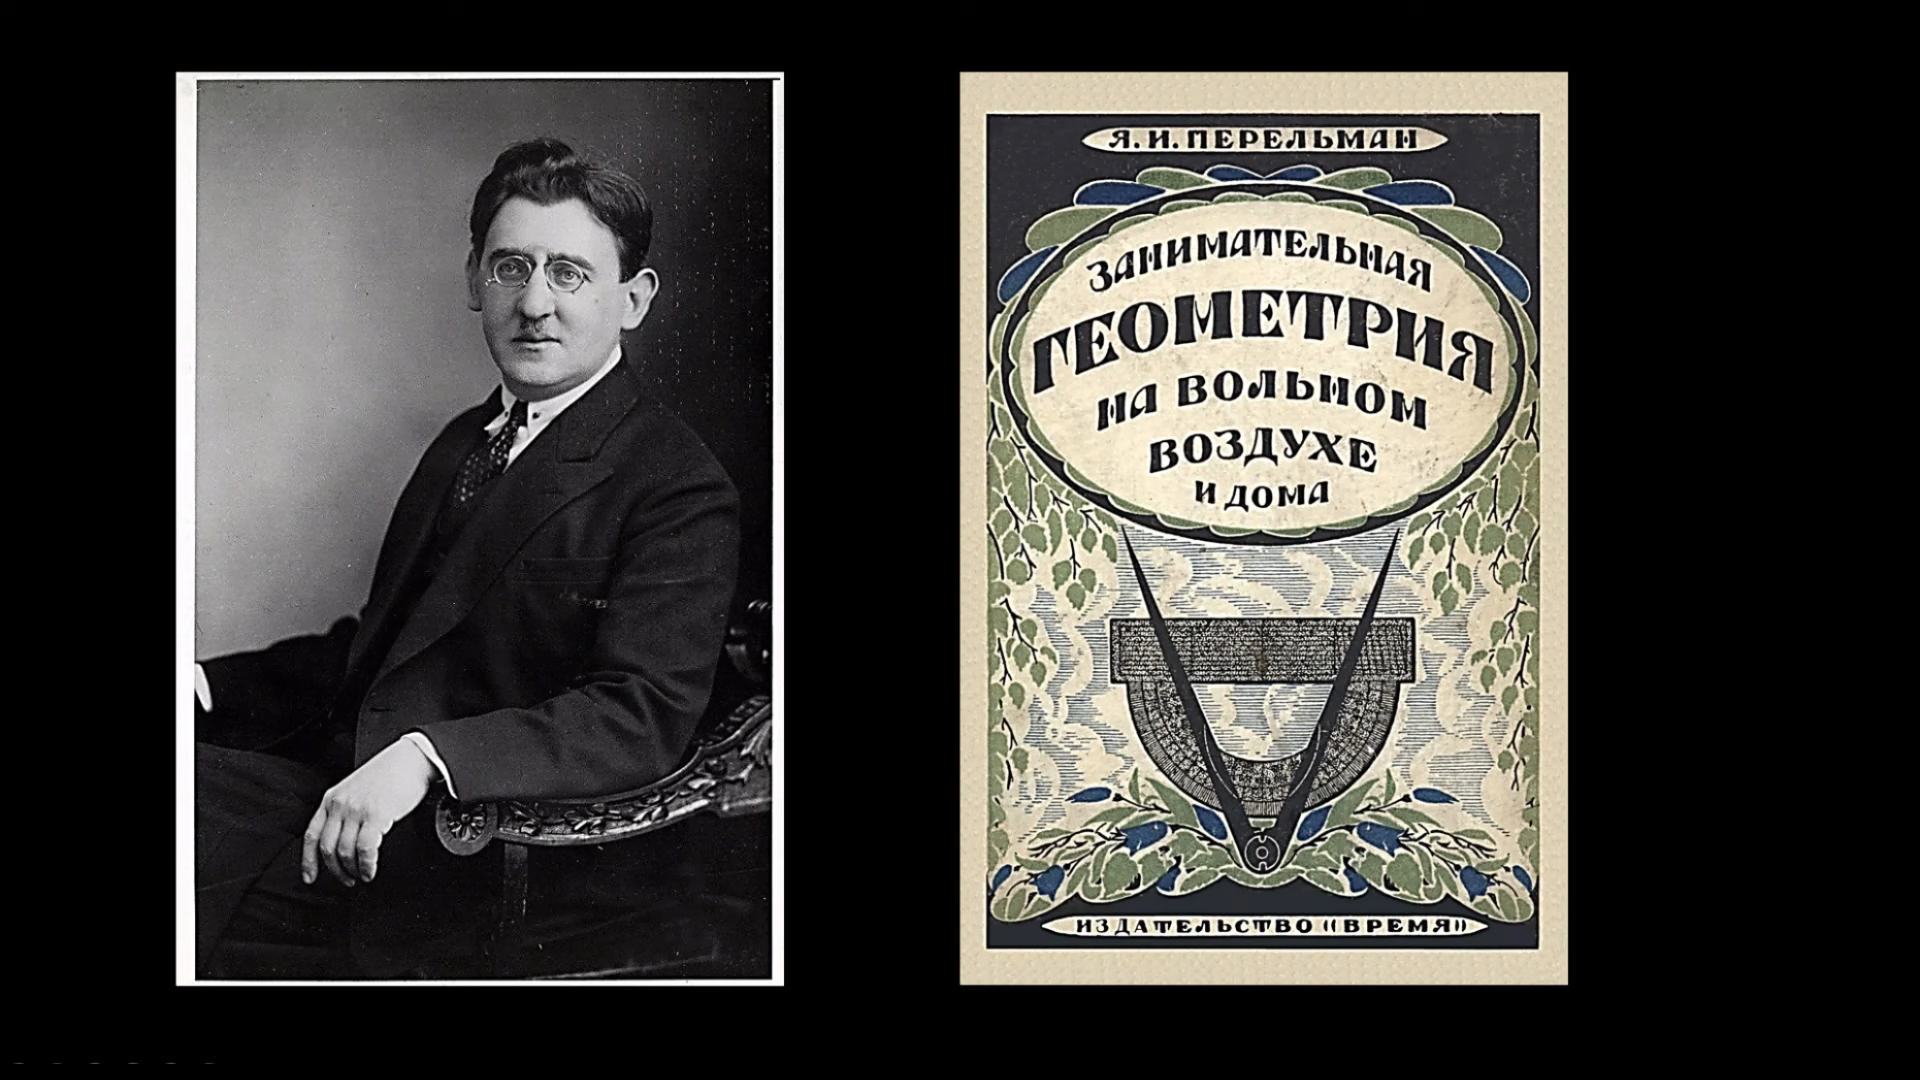 Я. И. ПЕРЕЛЬМАН
ЗАНИМАТЕЛЬНАЯ
ГЕОМЕТРИЯ
НА ВОЛЬНОМ
ВОЗДУХЕ
И ДОМА
ИЗДАТЕЛЬСТВО «ВРЕМЯ»